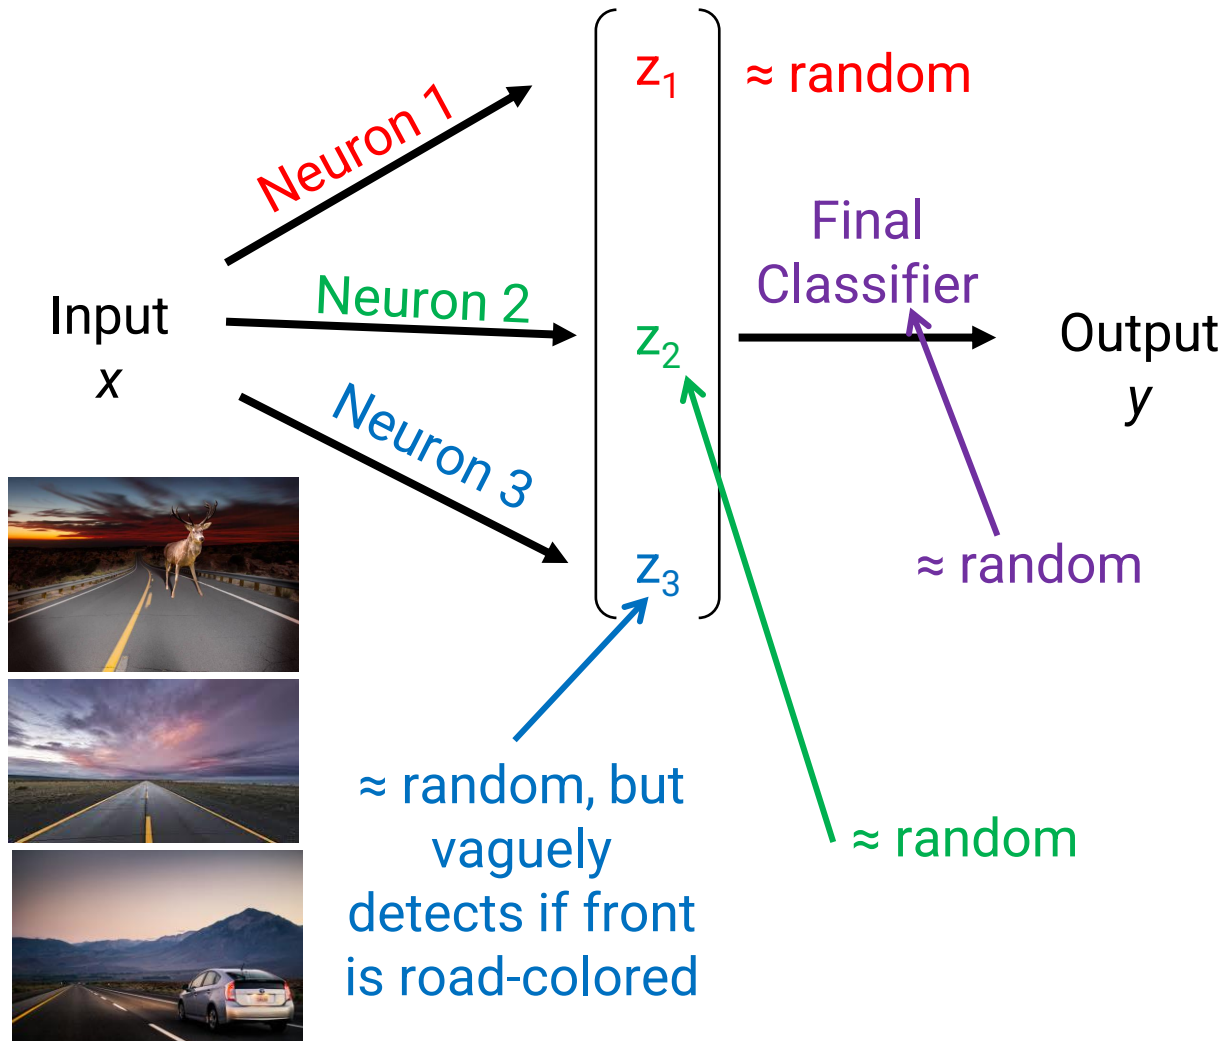 z₁
≈ random
Neuron 1
Final
Classifier
Neuron 2
Input
x
z₂
Output
y
Neuron 3
z₃
≈ random
≈ random, but
vaguely
detects if front
is road-colored
≈ random